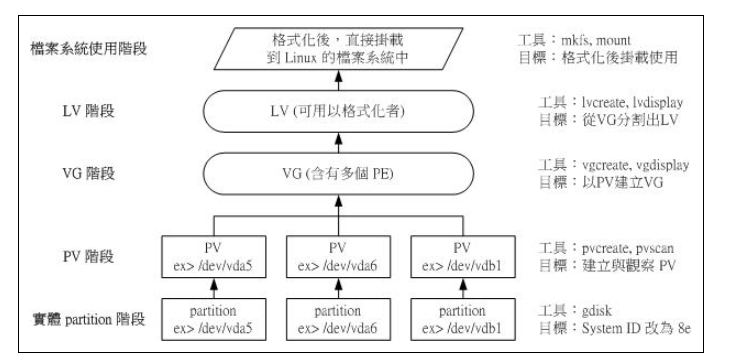 檔案系統使用階段
格式化後，直接掛載
到 Linux 的檔案系統中
工具：mkfs, mount
目標：格式化後掛載使用
LV 階段
LV (可用以格式化者)
工具：lvcreate, lvdisplay
目標：從VG分割出LV
VG 階段
VG (含有多個 PE)
工具：vgcreate, vgdisplay
目標：以PV建立VG
PV 階段
PV
ex> /dev/vda5
PV
ex> /dev/vda6
PV
ex> /dev/vdb1
工具：pvcreate, pvscan
目標：建立與觀察 PV
實體 partition 階段
partition
ex> /dev/vda5
partition
ex> /dev/vda6
partition
ex> /dev/vdb1
工具：gdisk
目標：System ID 改為 8e